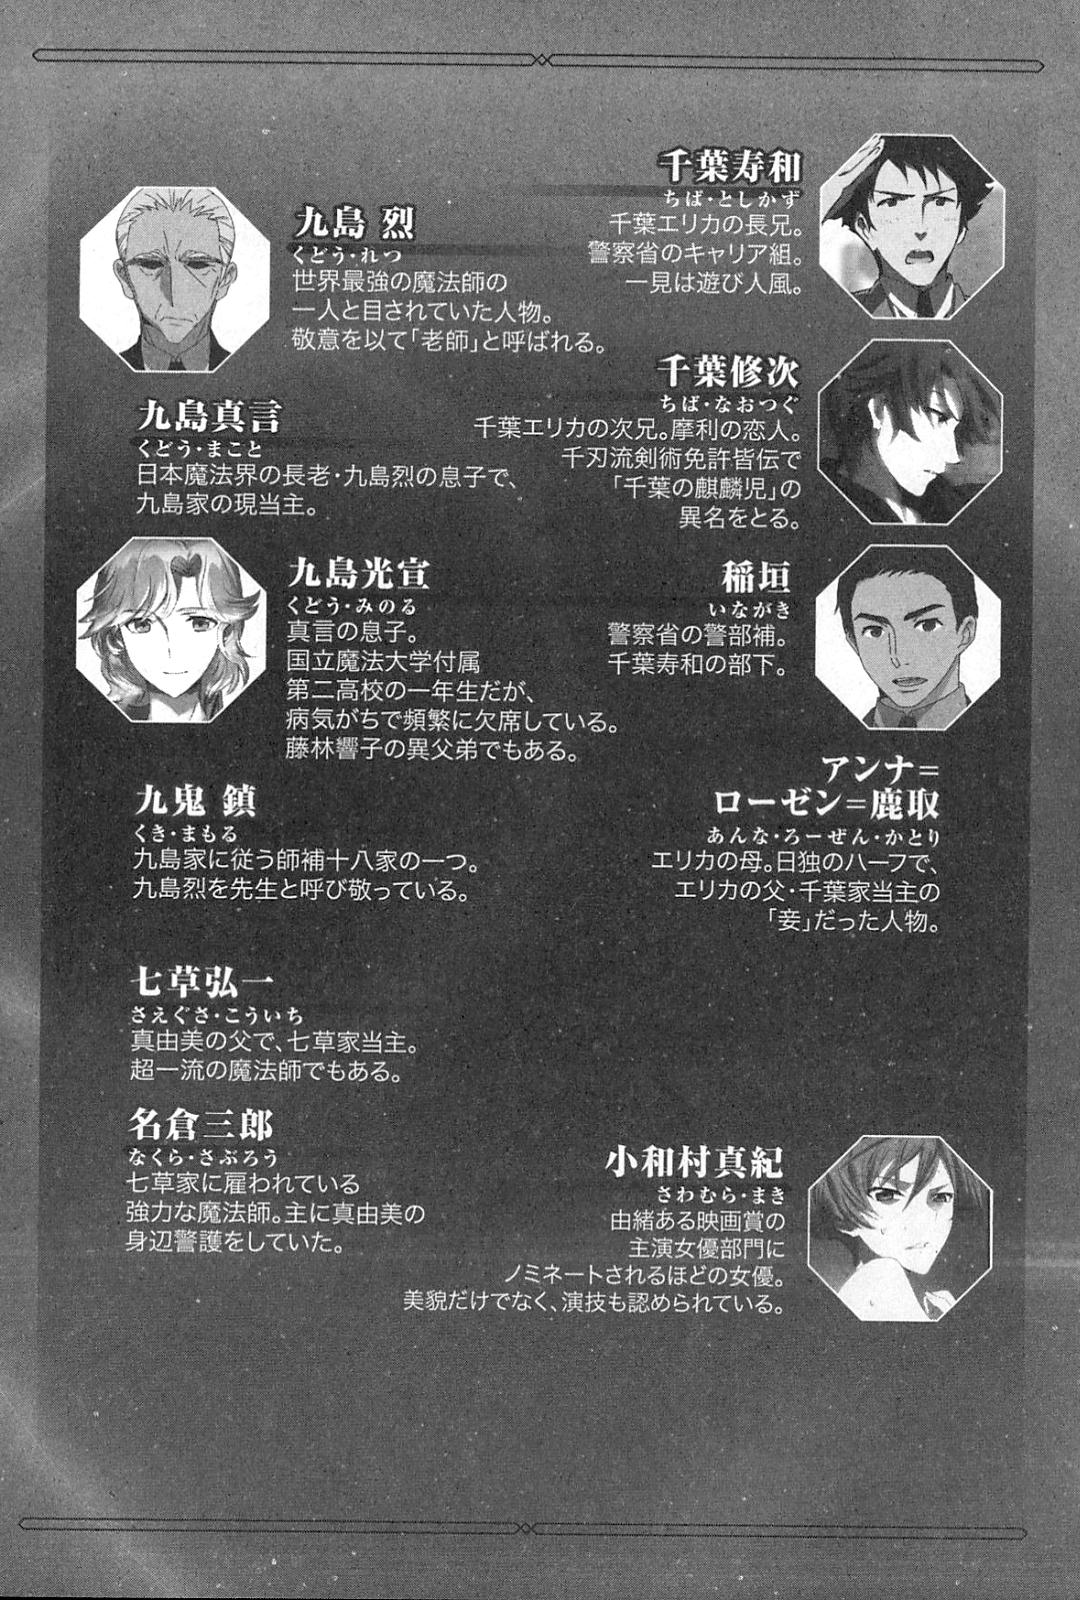 千葉寿和
ちば・としかず
千葉エリカの長兄。
警察省のキャリア組。
一見は遊び人風。
千葉修次
ちば・なおつぐ
千葉エリカの次兄。摩利の恋人。
千刃流剣術免許皆伝で
「千葉の麒麟児」の
異名をとる。
稲垣
いながき
警察省の警部補。
千葉寿和の部下。
アンナ=
ローゼン=鹿取
あんな・ろーぜん・かとり
エリカの母。日独のハーフで、
エリカの父・千葉家当主の
「妾」だった人物。
小和村真紀
さわむら・まき
由緒ある映画賞の
主演女優部門に
ノミネートされるほどの女優。
美貌だけでなく、演技も認められている。
九島 烈
くどう・れつ
世界最強の魔法師の
一人と目されていた人物。
敬意を以て「老師」と呼ばれる。
九島真言
くどう・まこと
日本魔法界の長老・九島烈の息子で、
九島家の現当主。
九島光宣
くどう・みのる
真言の息子。
国立魔法大学付属
第二高校の一年生だが、
病気がちで頻繁に欠席している。
藤林響子の異父弟でもある。
九鬼 鎮
くき・まもる
九島家に従う師補十八家の一つ。
九島烈を先生と呼び敬っている。
七草弘一
さえぐさ・こういち
真由美の父で、七草家当主。
超一流の魔法師でもある。
名倉三郎
なくら・さぶろう
七草家に雇われている
強力な魔法師。主に真由美の
身辺警護をしていた。